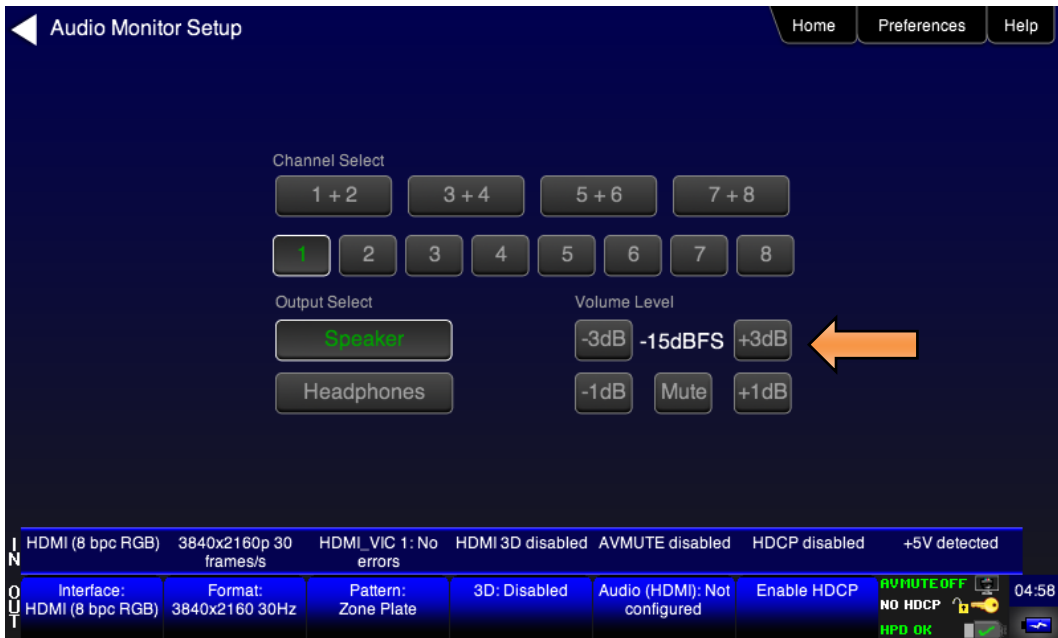 Audio Monitor Setup
Home
Preferences
Help
Channel Select
1 + 2
3 + 4
5 + 6
7 + 8
1
2
3
4
5
6
7
8
Output Select
Volume Level
Speaker
-3dB
-15dBFS
+3dB
Headphones
-1dB
Mute
+1dB
IN
HDMI (8 bpc RGB)
3840x2160p 30
frames/s
HDMI_VIC 1: No
errors
HDMI 3D disabled
AVMUTE disabled
HDCP disabled
+5V detected
OUT
Interface:
HDMI (8 bpc RGB)
Format:
3840x2160 30Hz
Pattern:
Zone Plate
3D: Disabled
Audio (HDMI): Not
configured
Enable HDCP
AVMUTEOFF
NO HDCP
HPD OK
04:58